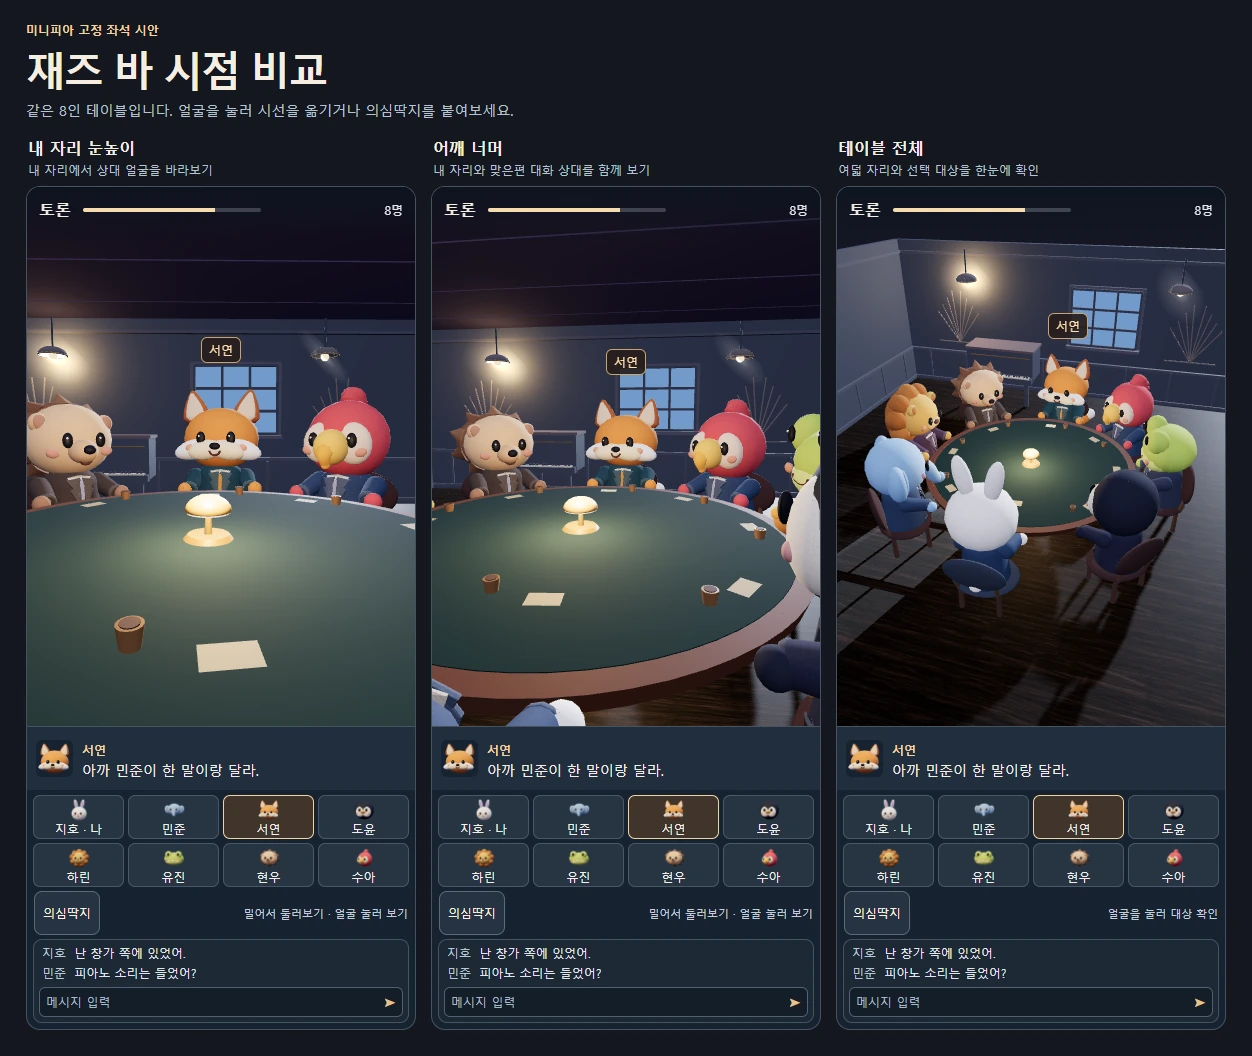 미니피아 고정 좌석 시안
재즈 바 시점 비교
같은 8인 테이블입니다. 얼굴을 눌러 시선을 옮기거나 의심딱지를 붙여보세요.
내 자리 눈높이
내 자리에서 상대 얼굴을 바라보기
토론
8명
서연
서연
아까 민준이 한 말이랑 달라.
지호 · 나
민준
서연
도윤
하린
유진
현우
수아
의심딱지
밀어서 둘러보기 · 얼굴 눌러 보기
지호 난 창가 쪽에 있었어.
민준 피아노 소리는 들었어?
메시지 입력
어깨 너머
내 자리와 맞은편 대화 상대를 함께 보기
토론
8명
서연
서연
아까 민준이 한 말이랑 달라.
지호 · 나
민준
서연
도윤
하린
유진
현우
수아
의심딱지
밀어서 둘러보기 · 얼굴 눌러 보기
지호 난 창가 쪽에 있었어.
민준 피아노 소리는 들었어?
메시지 입력
테이블 전체
여덟 자리와 선택 대상을 한눈에 확인
토론
8명
서연
서연
아까 민준이 한 말이랑 달라.
지호 · 나
민준
서연
도윤
하린
유진
현우
수아
의심딱지
얼굴을 눌러 대상 확인
지호 난 창가 쪽에 있었어.
민준 피아노 소리는 들었어?
메시지 입력